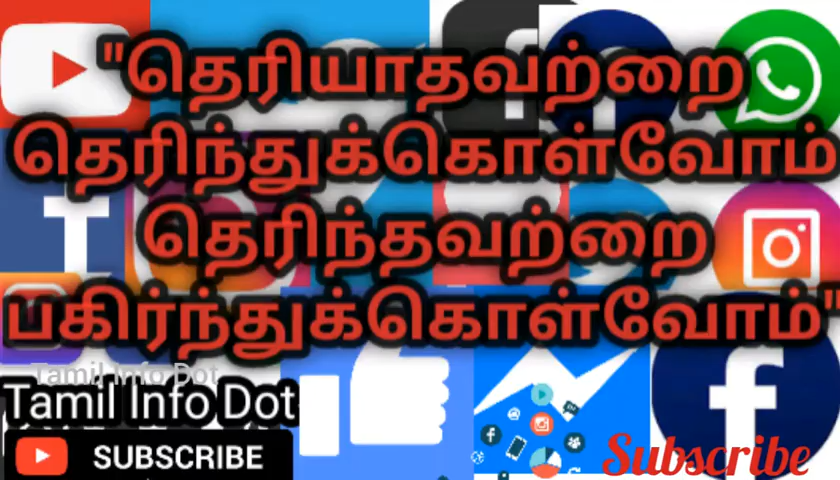 "தெரியாதவற்றை
தெரிந்துக்கொள்வோம்
தெரிந்தவற்றை
பகிர்ந்துக்கொள்வோம்"
Tamil Info Dot
Tamil Info Dot
SUBSCRIBE
Subscribe